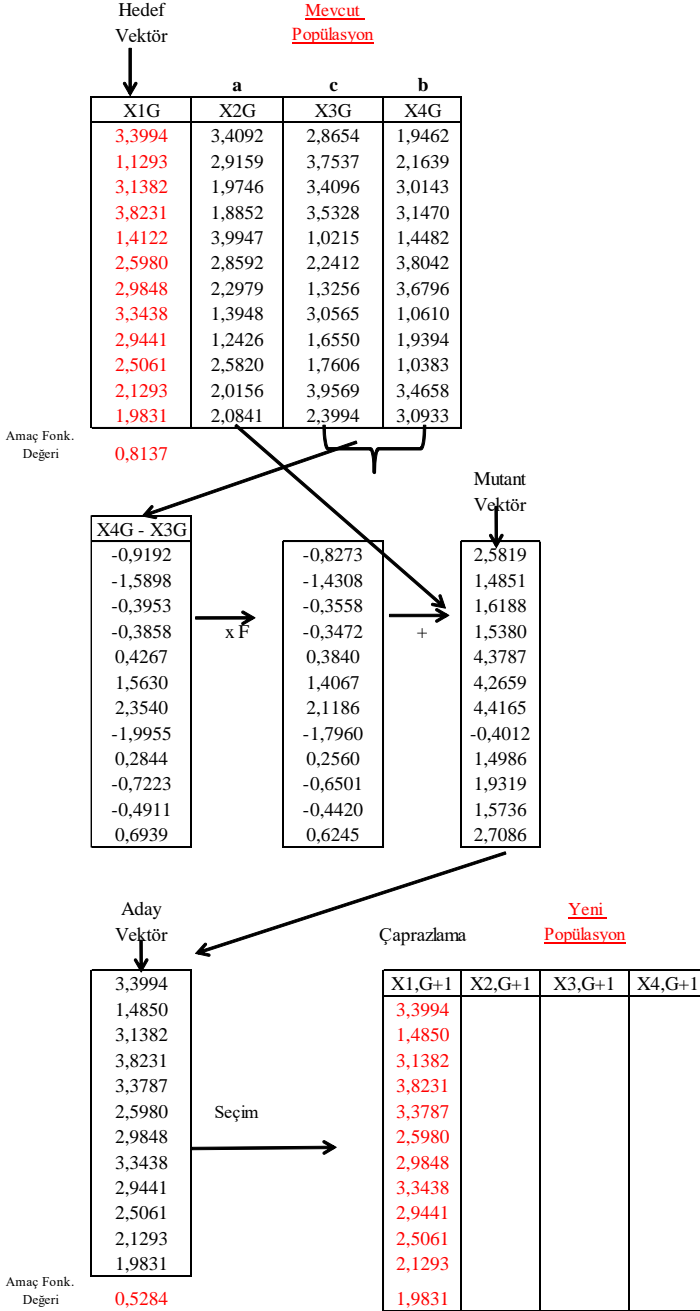 Hedef Mevcut
Vektör Popülasyon
a c b
X1G X2G X3G X4G
3,3994 3,4092 2,8654 1,9462
1,1293 2,9159 3,7537 2,1639
3,1382 1,9746 3,4096 3,0143
3,8231 1,8852 3,5328 3,1470
1,4122 3,9947 1,0215 1,4482
2,5980 2,8592 2,2412 3,8042
2,9848 2,2979 1,3256 3,6796
3,3438 1,3948 3,0565 1,0610
2,9441 1,2426 1,6550 1,9394
2,5061 2,5820 1,7606 1,0383
2,1293 2,0156 3,9569 3,4658
1,9831 2,0841 2,3994 3,0933
Amaç Fonk.
Değeri 0,8137
Mutant
Vektör
X4G - X3G
-0,9192 -0,8273 2,5819
-1,5898 -1,4308 1,4851
-0,3953 -0,3558 1,6188
-0,3858 x F -0,3472 + 1,5380
0,4267 0,3840 4,3787
1,5630 1,4067 4,2659
2,3540 2,1186 4,4165
-1,9955 -1,7960 -0,4012
0,2844 0,2560 1,4986
-0,7223 -0,6501 1,9319
-0,4911 -0,4420 1,5736
0,6939 0,6245 2,7086
Aday Yeni
Vektör Çaprazlama Popülasyon
X1,G+1 X2,G+1 X3,G+1 X4,G+1
3,3994 3,3994
1,4850 1,4850
3,1382 3,1382
3,8231 3,8231
3,3787 3,3787
2,5980 Seçim 2,5980
2,9848 2,9848
3,3438 3,3438
2,9441 2,9441
2,5061 2,5061
2,1293 2,1293
1,9831
Amaç Fonk.
Değeri 0,5284 1,9831